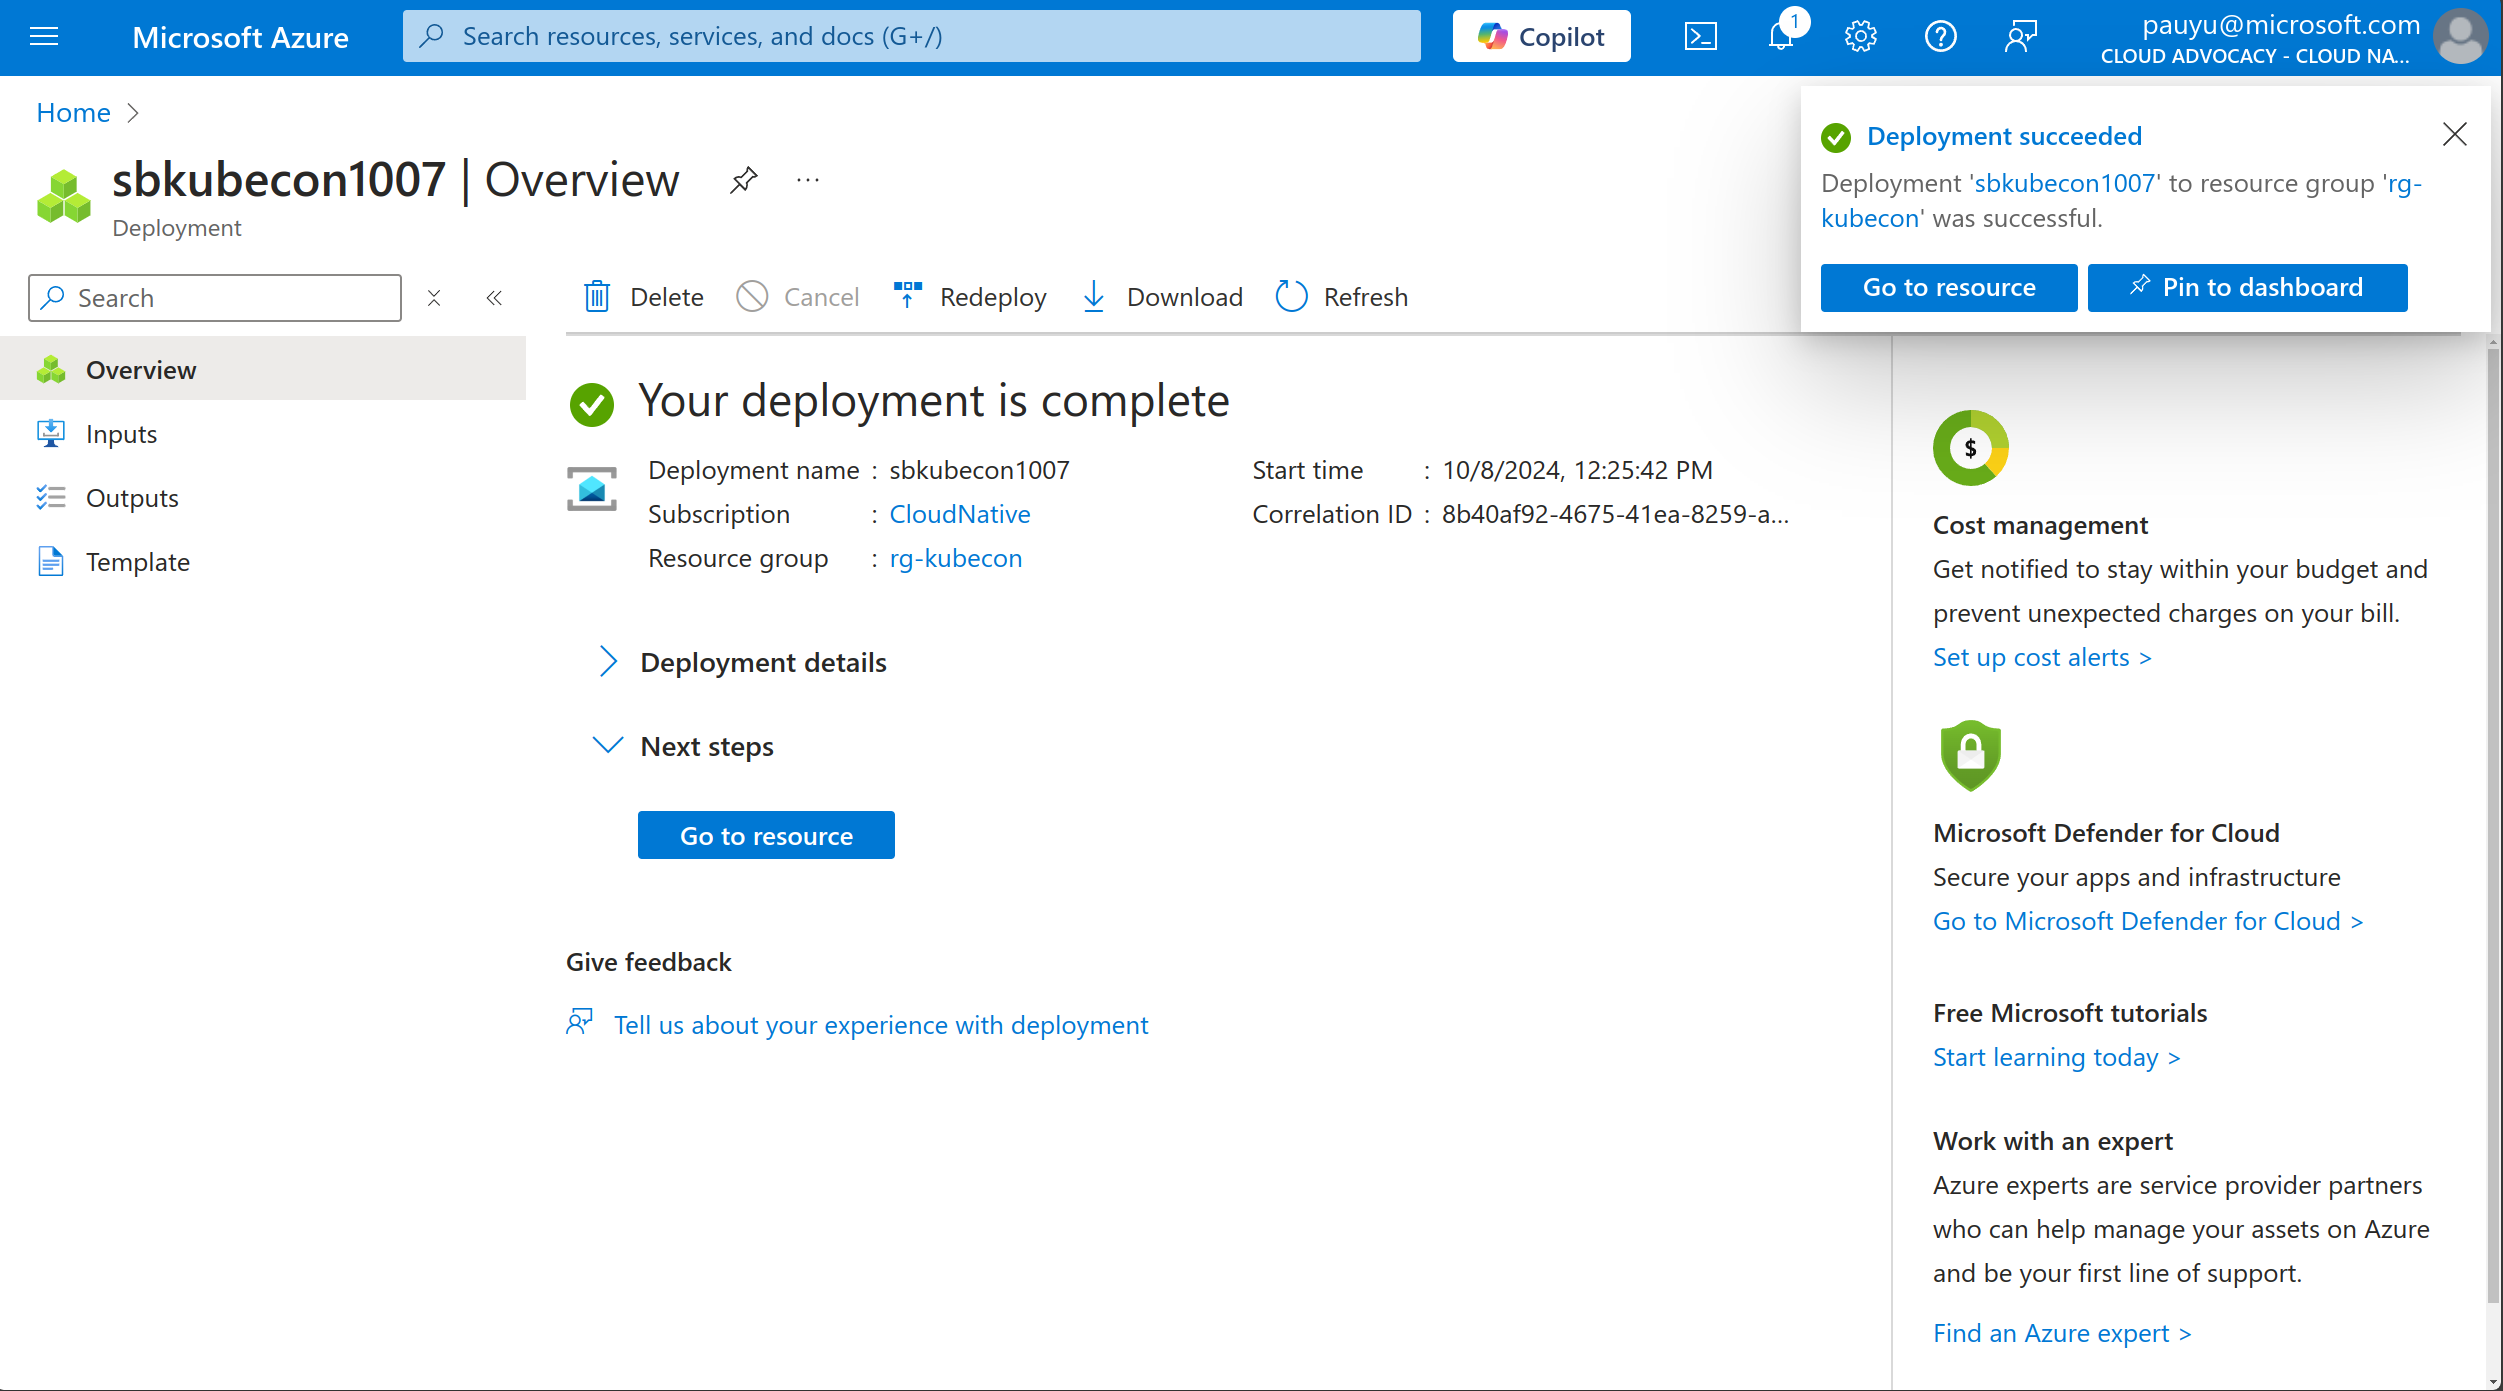 Microsoft Azure
Search resources, services, and docs (G+/)
Copilot
1
pauyu@microsoft.com
CLOUD ADVOCACY - CLOUD NA...
Home
sbkubecon1007 | Overview
Deployment
Deployment succeeded
Deployment 'sbkubecon1007' to resource group 'rg-
kubecon' was successful.
Go to resource
Pin to dashboard
Search
Overview
Inputs
Outputs
Template
Delete
Cancel
Redeploy
Download
Refresh
Your deployment is complete
Deployment name : sbkubecon1007
Subscription : CloudNative
Resource group : rg-kubecon
Start time : 10/8/2024, 12:25:42 PM
Correlation ID : 8b40af92-4675-41ea-8259-a...
Deployment details
Next steps
Go to resource
Give feedback
Tell us about your experience with deployment
$
Cost management
Get notified to stay within your budget and
prevent unexpected charges on your bill.
Set up cost alerts >
Microsoft Defender for Cloud
Secure your apps and infrastructure
Go to Microsoft Defender for Cloud >
Free Microsoft tutorials
Start learning today >
Work with an expert
Azure experts are service provider partners
who can help manage your assets on Azure
and be your first line of support.
Find an Azure expert >